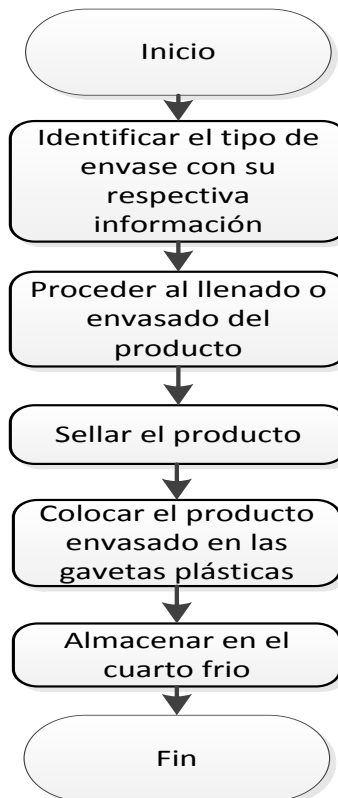 Inicio
Identificar el tipo de
envase con su
respectiva
información
Proceder al llenado o
envasado del
producto
Sellar el producto
Colocar el producto
envasado en las
gavetas plásticas
Almacenar en el
cuarto frio
Fin